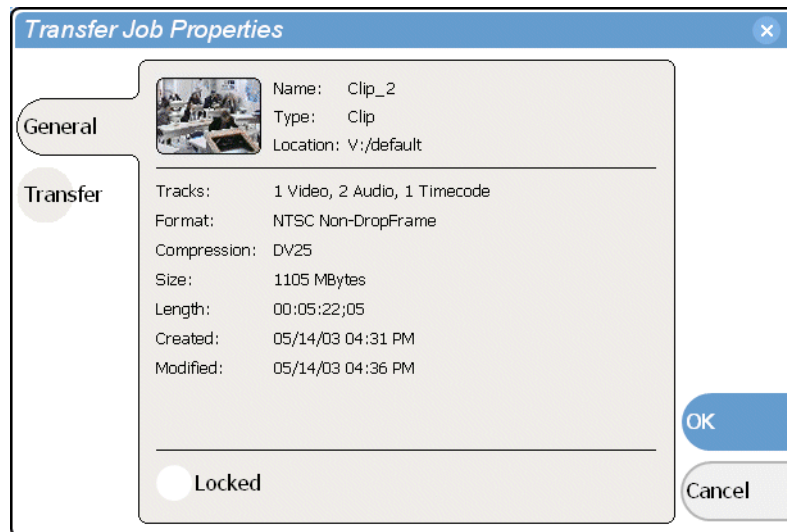 Transfer Job Properties
General
Transfer
Name: Clip_2
Type: Clip
Location: V:/default
Tracks: 1 Video, 2 Audio, 1 Timecode
Format: NTSC Non-DropFrame
Compression: DV25
Size: 1105 MBytes
Length: 00:05:22;05
Created: 05/14/03 04:31 PM
Modified: 05/14/03 04:36 PM
Locked
OK
Cancel